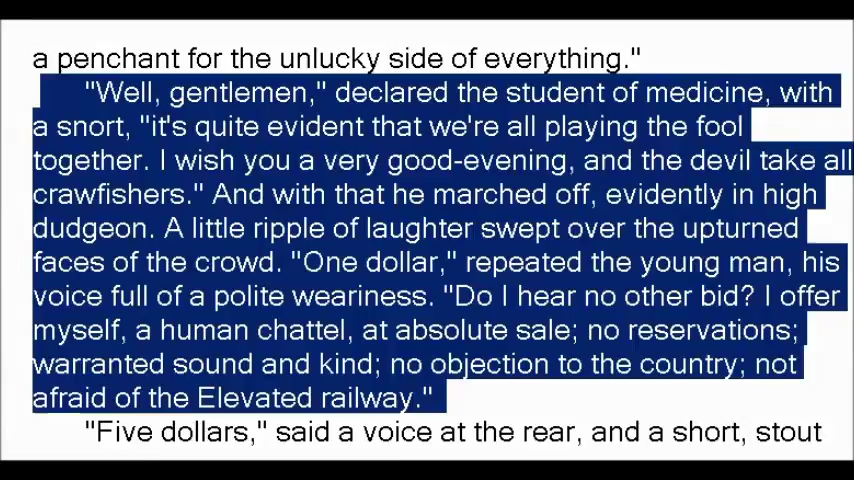 a penchant for the unlucky side of everything."
"Well, gentlemen," declared the student of medicine, with
a snort, "it's quite evident that we're all playing the fool
together. I wish you a very good-evening, and the devil take all
crawfishers." And with that he marched off, evidently in high
dudgeon. A little ripple of laughter swept over the upturned
faces of the crowd. "One dollar," repeated the young man, his
voice full of a polite weariness. "Do I hear no other bid? I offer
myself, a human chattel, at absolute sale; no reservations;
warranted sound and kind; no objection to the country; not
afraid of the Elevated railway."
"Five dollars," said a voice at the rear, and a short, stout